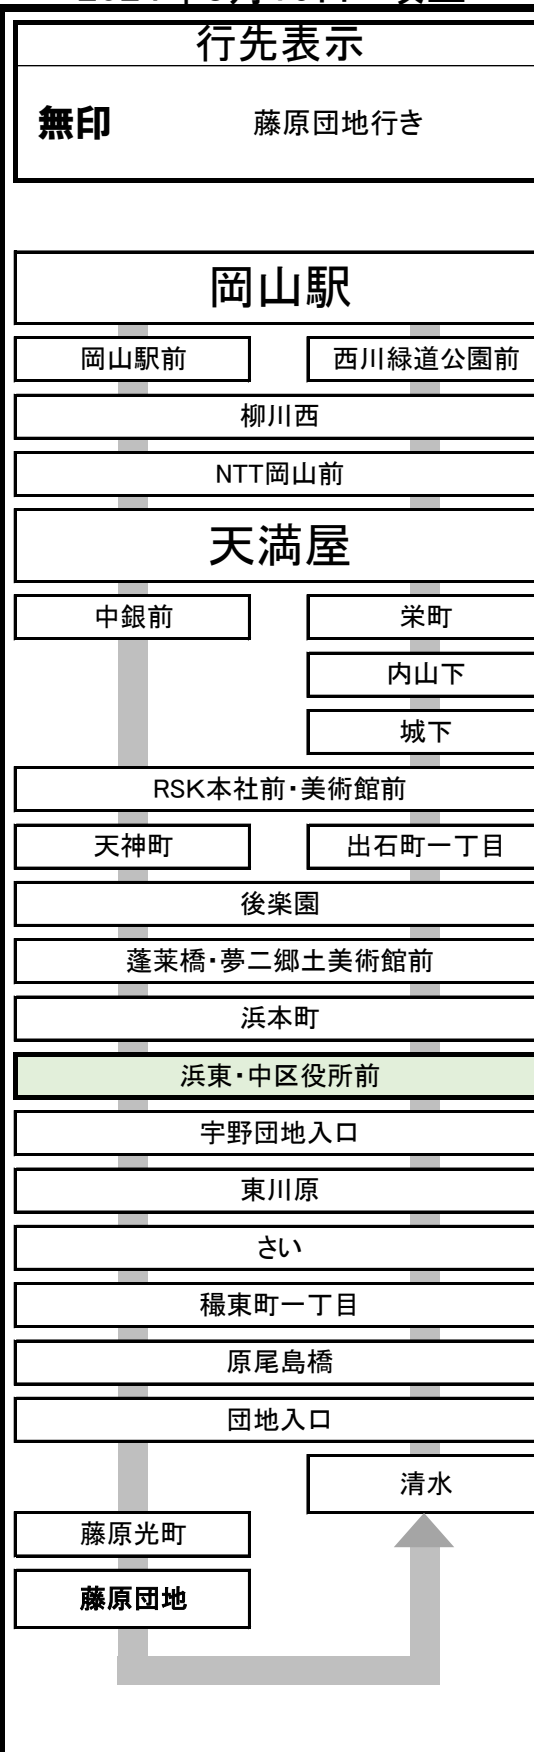 行先表示
無印 藤原団地行き
岡山駅
岡山駅前 西川緑道公園前
柳川西
NTT岡山前
天満屋
中銀前 栄町
内山下
城下
RSK本社前・美術館前
天神町 出石町一丁目
後楽園
蓬莱橋・夢二郷土美術館前
浜本町
浜東・中区役所前
宇野団地入口
東川原
さい
穝東町一丁目
原尾島橋
団地入口
清水
藤原光町
藤原団地